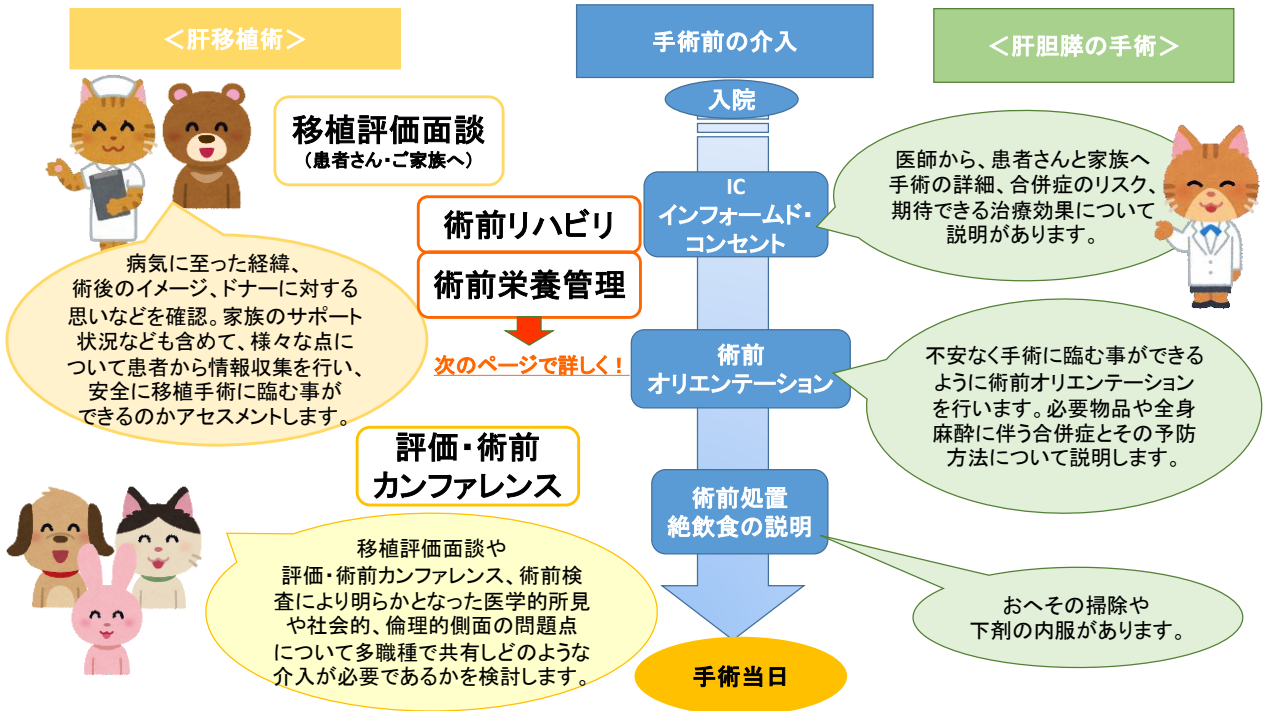 ＜肝移植術＞
手術前の介入
＜肝胆膵の手術＞
入院
移植評価面談
（患者さん・ご家族へ）
病気に至った経緯、
術後のイメージ、ドナーに対する
思いなどを確認。家族のサポート
状況なども含めて、様々な点に
ついて患者から情報収集を行い、
安全に移植手術に臨む事が
できるのかアセスメントします。
術前リハビリ
術前栄養管理
次のページで詳しく！
IC
インフォームド・
コンセント
医師から、患者さんと家族へ
手術の詳細、合併症のリスク、
期待できる治療効果について
説明があります。
術前
オリエンテーション
不安なく手術に臨む事ができる
ように術前オリエンテーション
を行います。必要物品や全身
麻酔に伴う合併症とその予防
方法について説明します。
評価・術前
カンファレンス
移植評価面談や
評価・術前カンファレンス、術前検
査により明らかとなった医学的所見
や社会的、倫理的側面の問題点
について多職種で共有しどのような
介入が必要であるかを検討します。
術前処置
絶飲食の説明
おへその掃除や
下剤の内服があります。
手術当日